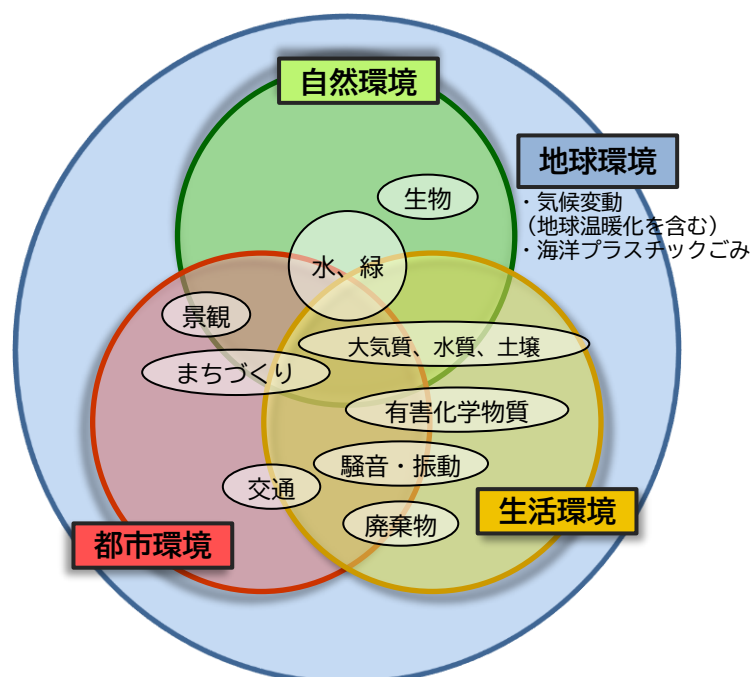 自然環境
地球環境
・気候変動
（地球温暖化を含む）
・海洋プラスチックごみ
生物
水、緑
景観
大気質、水質、土壌
まちづくり
有害化学物質
騒音・振動
交通
生活環境
廃棄物
都市環境